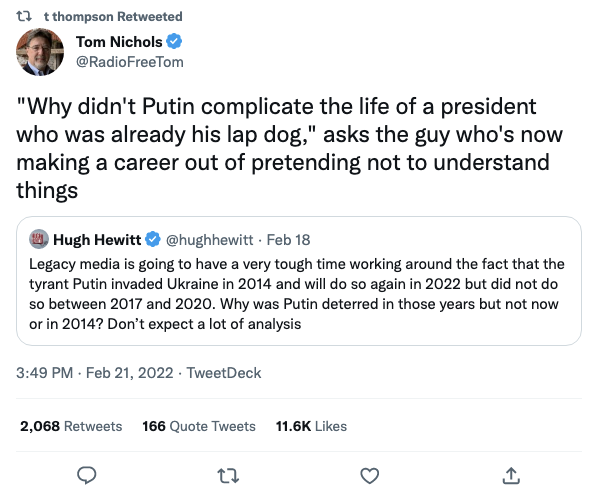 t thompson Retweeted
Tom Nichols
@RadioFreeTom
"Why didn't Putin complicate the life of a president
who was already his lap dog," asks the guy who's now
making a career out of pretending not to understand
things
Hugh Hewitt @hughhewitt · Feb 18
Legacy media is going to have a very tough time working around the fact that the
tyrant Putin invaded Ukraine in 2014 and will do so again in 2022 but did not do
so between 2017 and 2020. Why was Putin deterred in those years but not now
or in 2014? Don't expect a lot of analysis
3:49 PM · Feb 21, 2022 · TweetDeck
2,068 Retweets 166 Quote Tweets 11.6K Likes